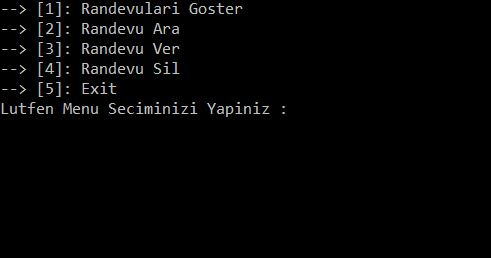 --> [1]: Randevulari Goster
--> [2]: Randevu Ara
--> [3]: Randevu Ver
--> [4]: Randevu Sil
--> [5]: Exit
Lutfen Menu Seciminizi Yapiniz :